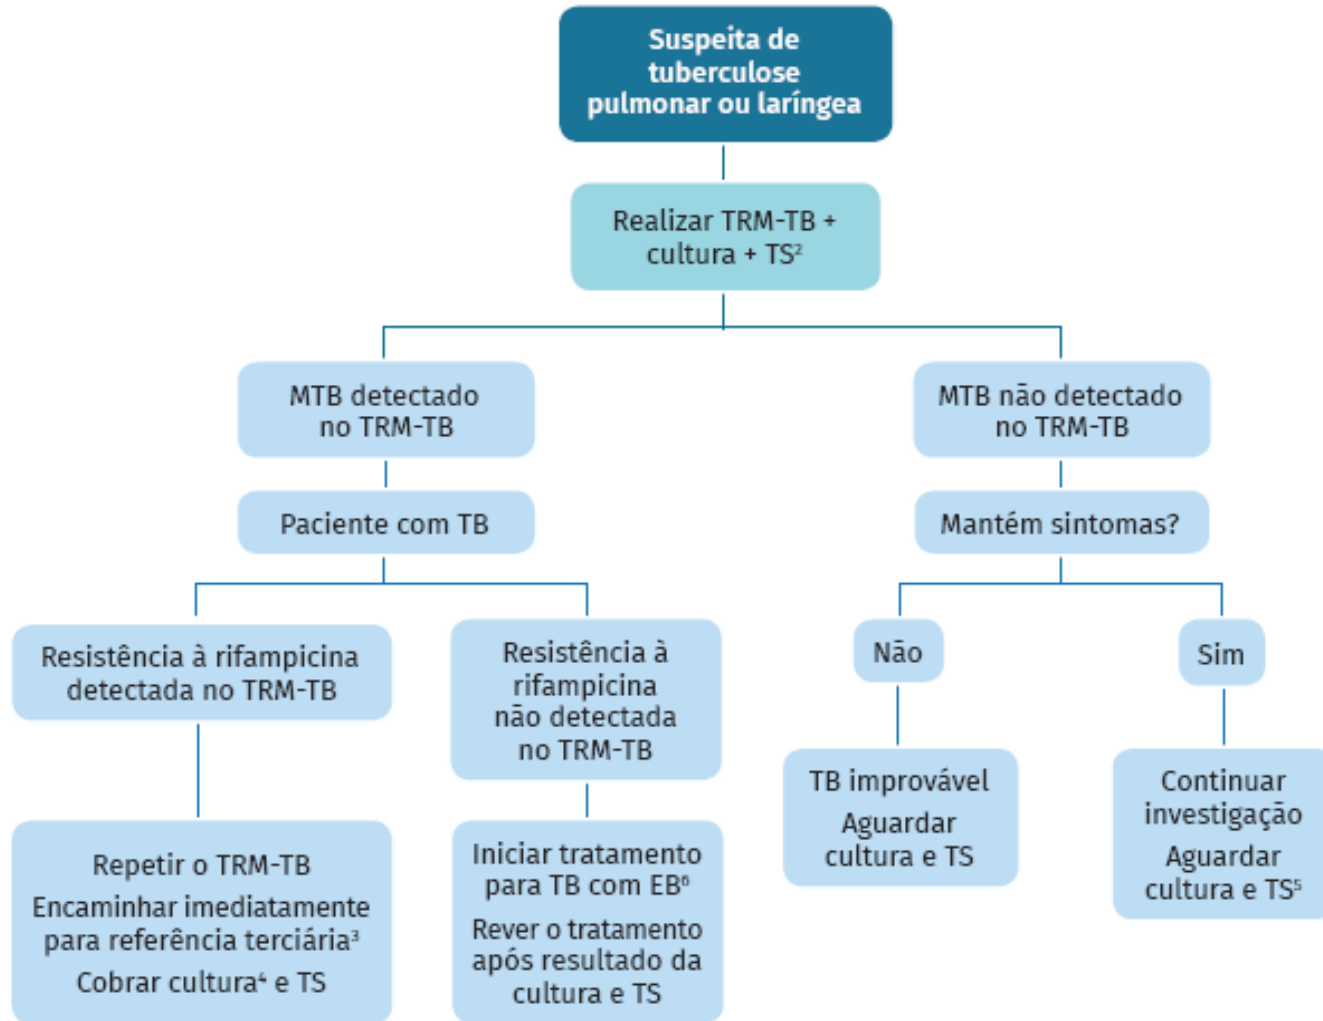 Suspeita de
tuberculose
pulmonar ou laríngea
Realizar TRM-TB +
cultura + TS²
MTB detectado
no TRM-TB
MTB não detectado
no TRM-TB
Paciente com TB
Mantém sintomas?
Resistência à rifampicina
detectada no TRM-TB
Resistência à
rifampicina
não detectada
no TRM-TB
Não
Sim
Repetir o TRM-TB
Encaminhar imediatamente
para referência terciária³
Cobrar cultura⁴ e TS
Iniciar tratamento
para TB com EB⁶
Rever o tratamento
após resultado da
cultura e TS
TB improvável
Aguardar
cultura e TS
Continuar
investigação
Aguardar
cultura e TS⁵